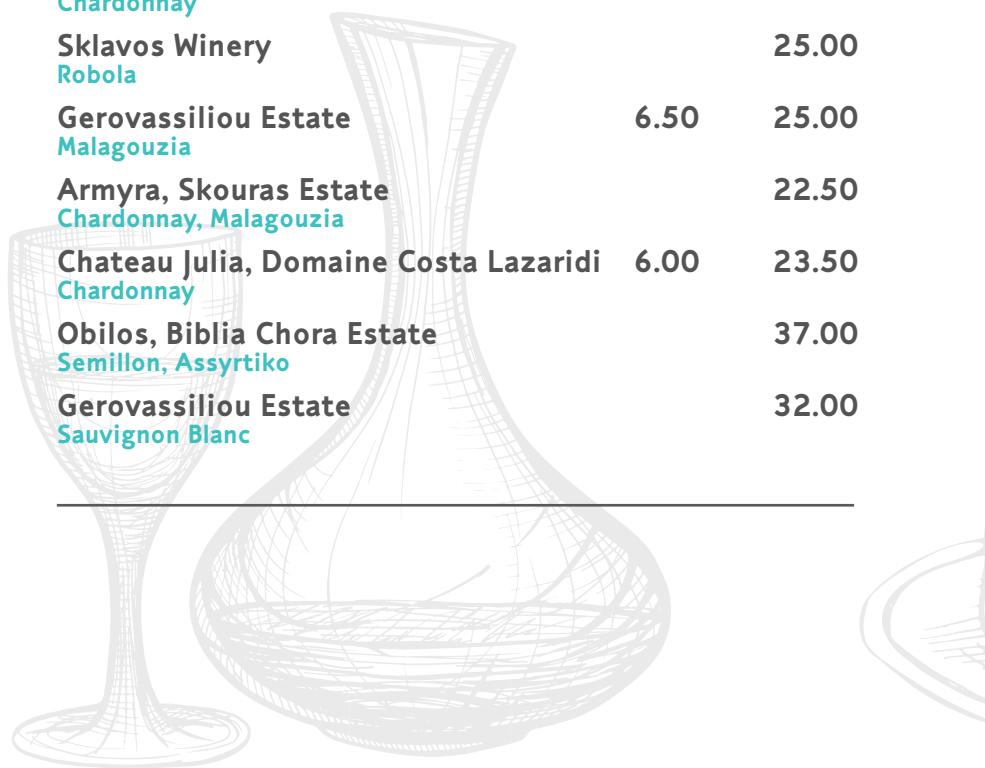 Chardonnay
Sklavos Winery 25.00
Robola
Gerovassiliou Estate 6.50 25.00
Malagouzia
Armyra, Skouras Estate 22.50
Chardonnay, Malagouzia
Chateau Julia, Domaine Costa Lazaridi 6.00 23.50
Chardonnay
Obilos, Biblia Chora Estate 37.00
Semillon, Assyrtiko
Gerovassiliou Estate 32.00
Sauvignon Blanc